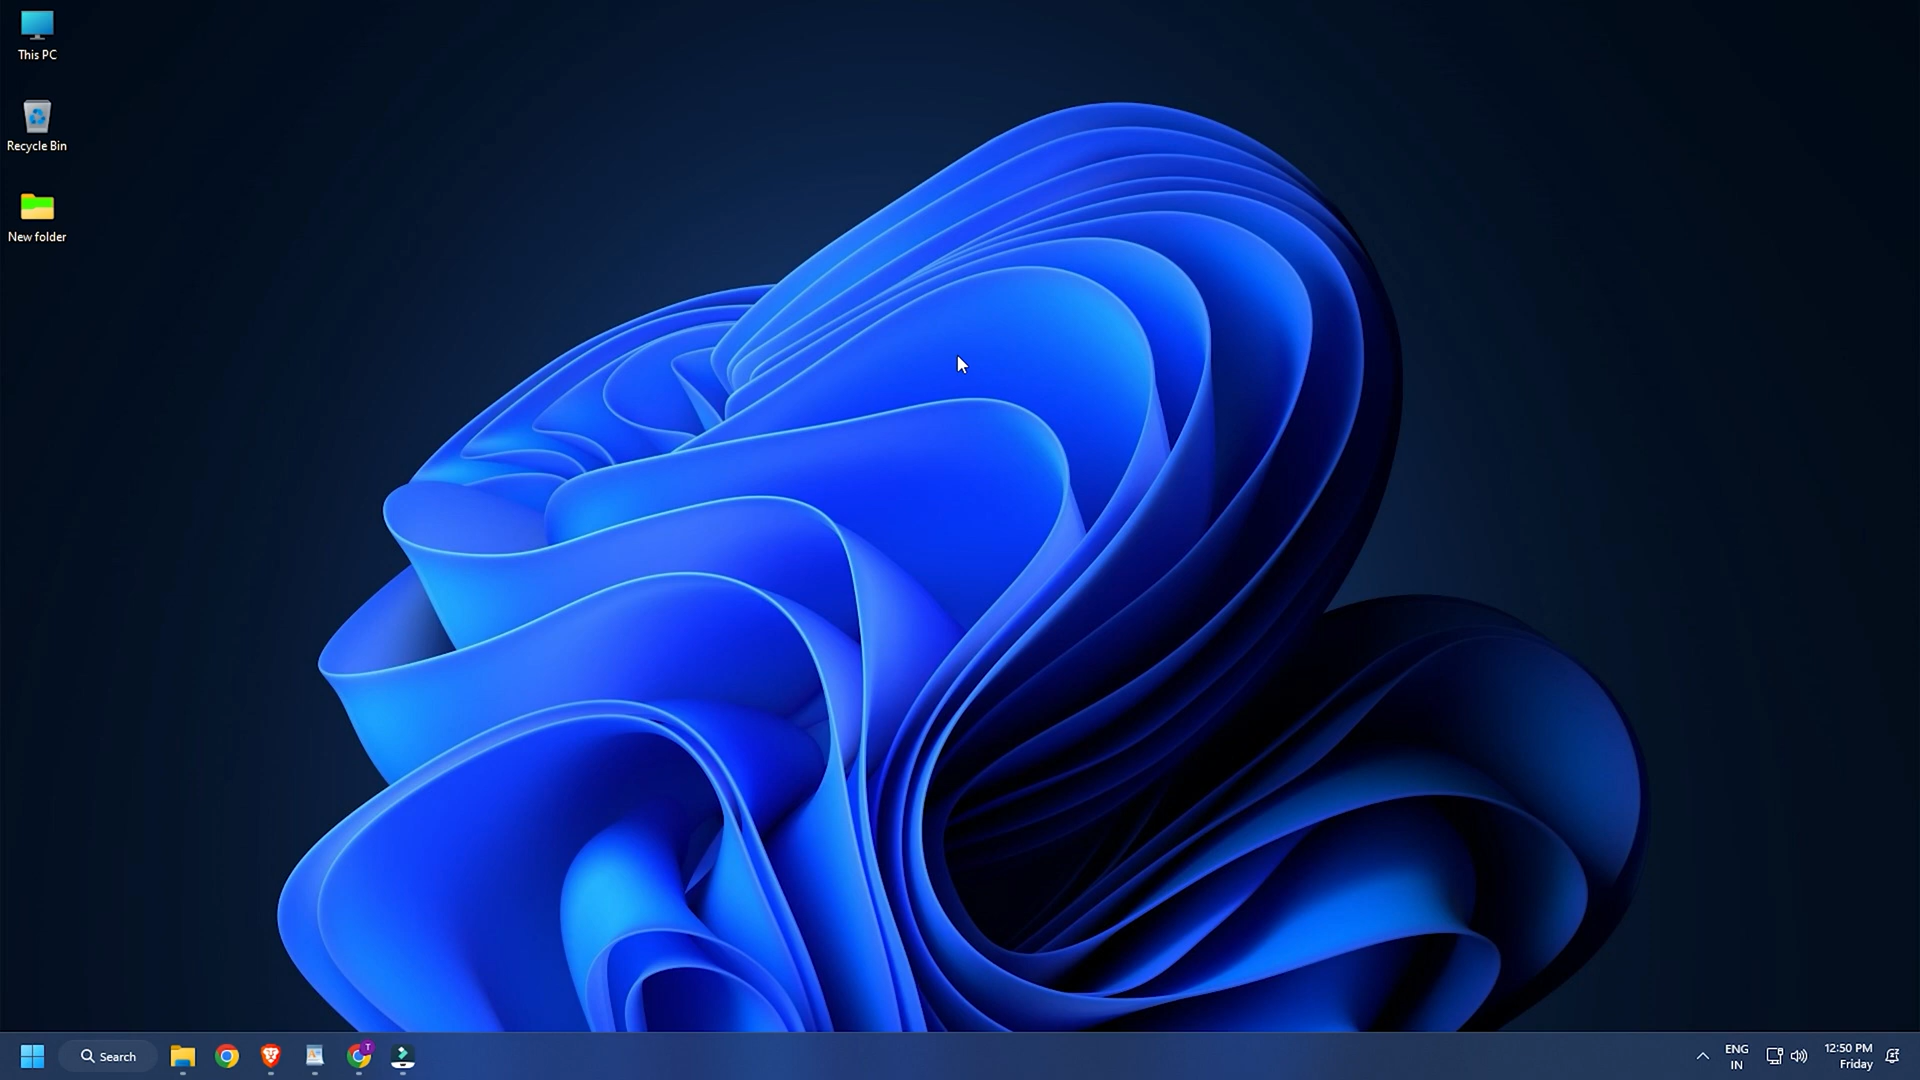 This PC
Recycle Bin
New folder
Search
T
ENG
IN
12:50 PM
Friday